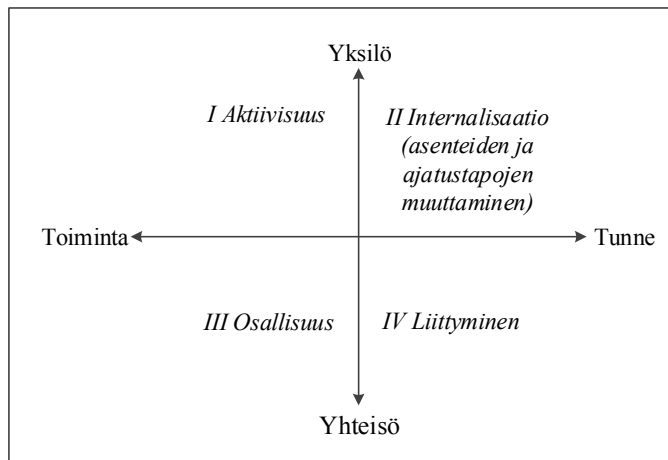 Yksilö
I Aktiivisuus
II Internalisaatio
(asenteiden ja
ajatustapojen
muuttaminen)
Toiminta
Tunne
III Osallisuus
IV Liittyminen
Yhteisö